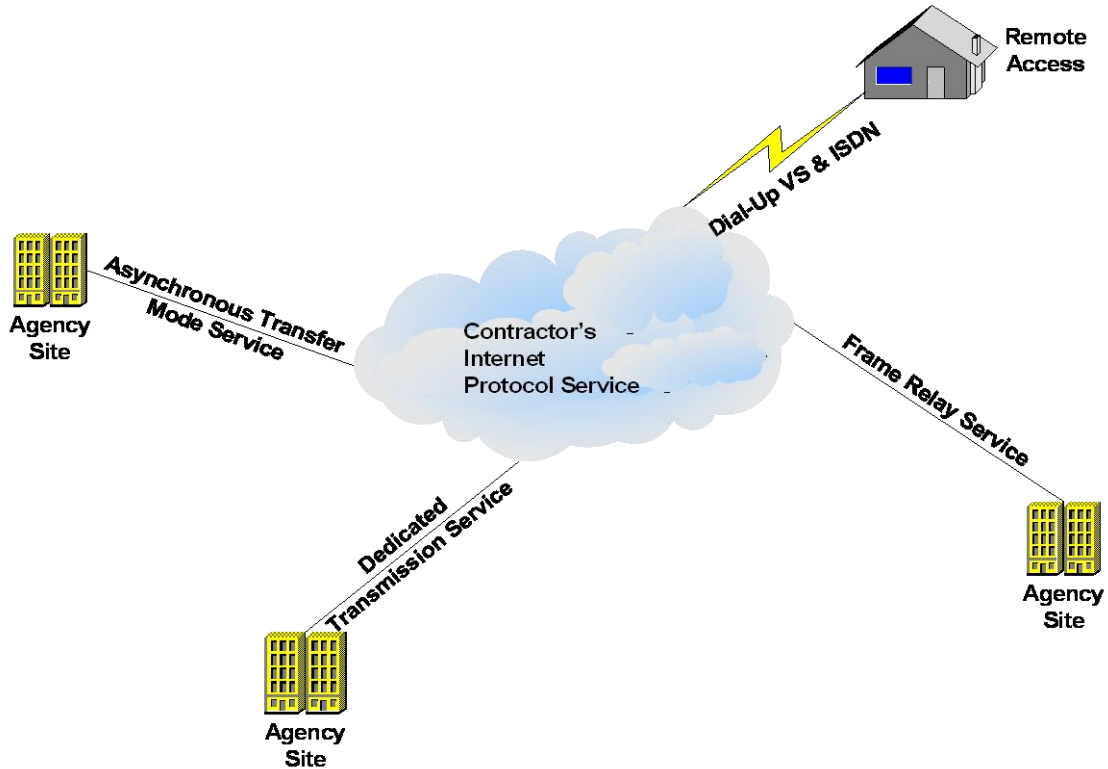 Remote
Access
Dial-Up VS & ISDN
Asynchronous Transfer
Mode Service
Agency
Site
Contractor's
Internet
Protocol Service
Frame Relay Service
Agency
Site
Dedicated
Transmission Service
Agency
Site